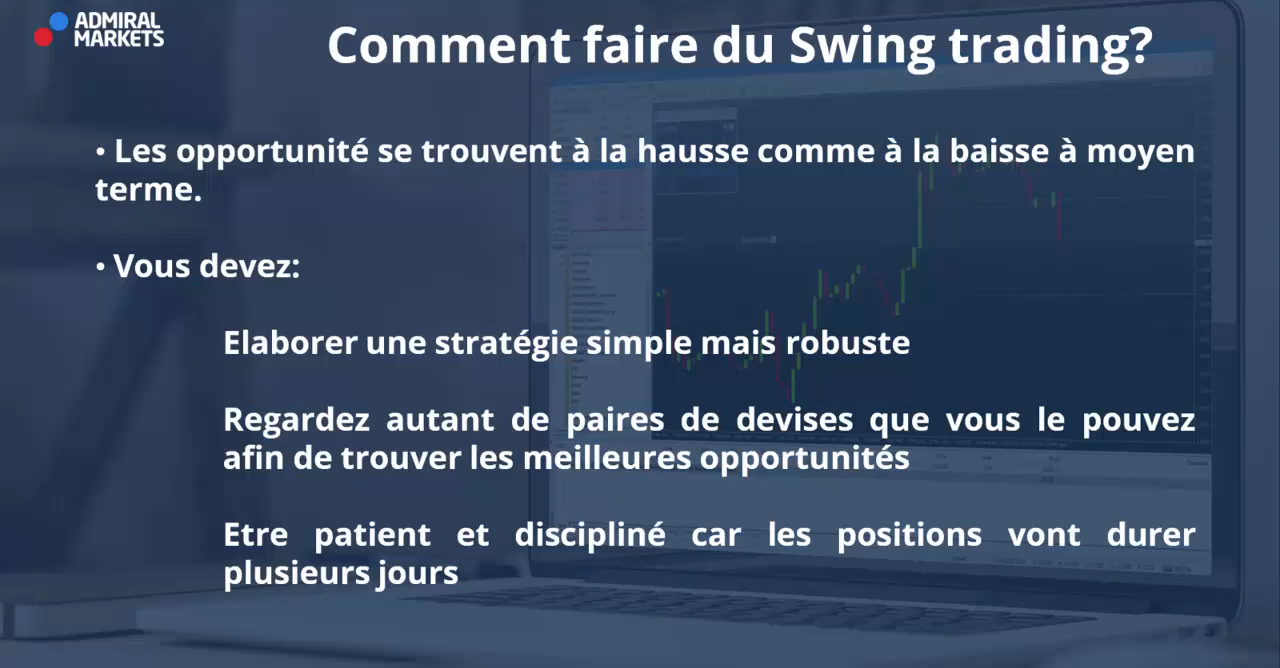 ADMIRAL
MARKETS
Comment faire du Swing trading?
• Les opportunité se trouvent à la hausse comme à la baisse à moyen
terme.
• Vous devez:
Elaborer une stratégie simple mais robuste
Regardez autant de paires de devises que vous le pouvez
afin de trouver les meilleures opportunités
Etre patient et discipliné car les positions vont durer
plusieurs jours